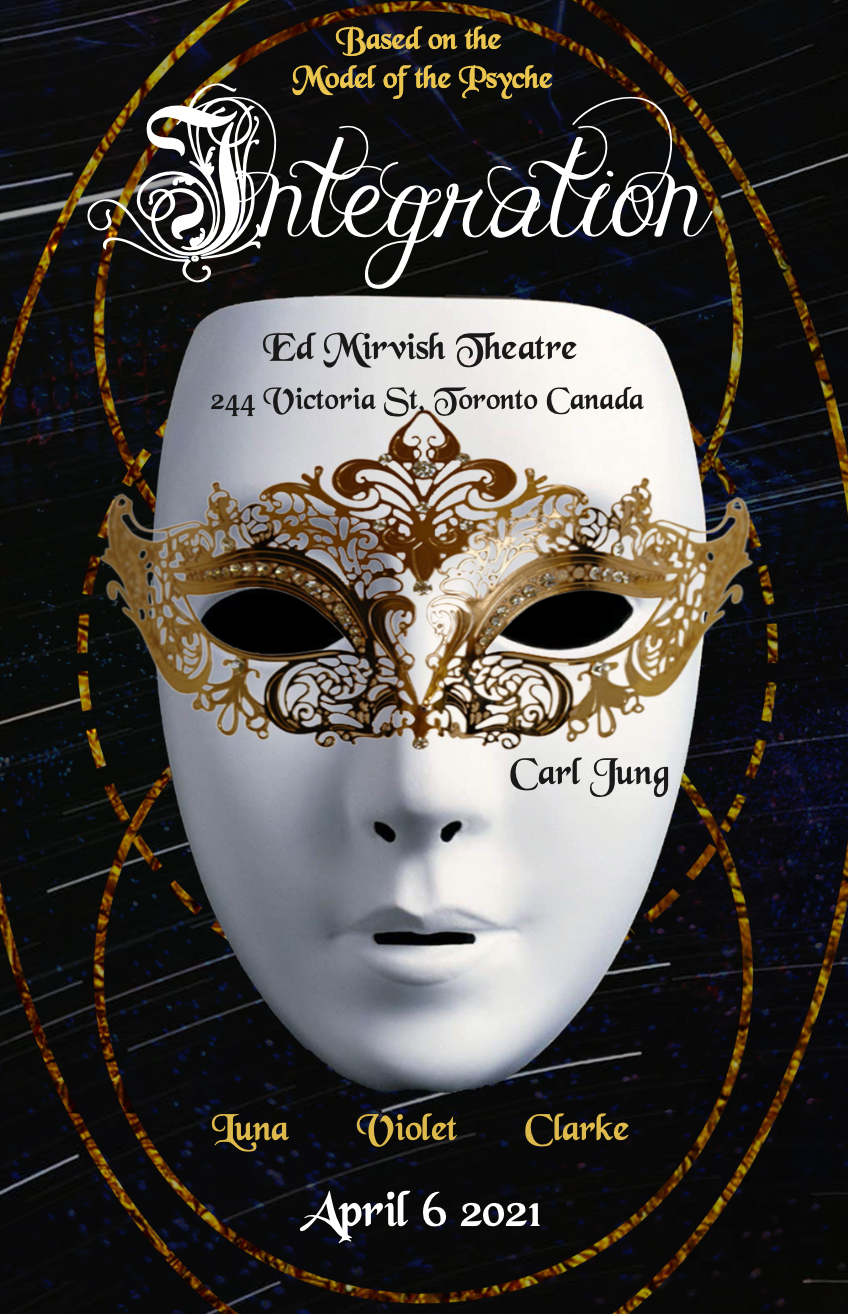 Based on the
Model of the Psyche
Integration
Ed Mirvish Theatre
244 Victoria St, Toronto Canada
Carl Jung
Luna Violet Clarke
April 6 2021